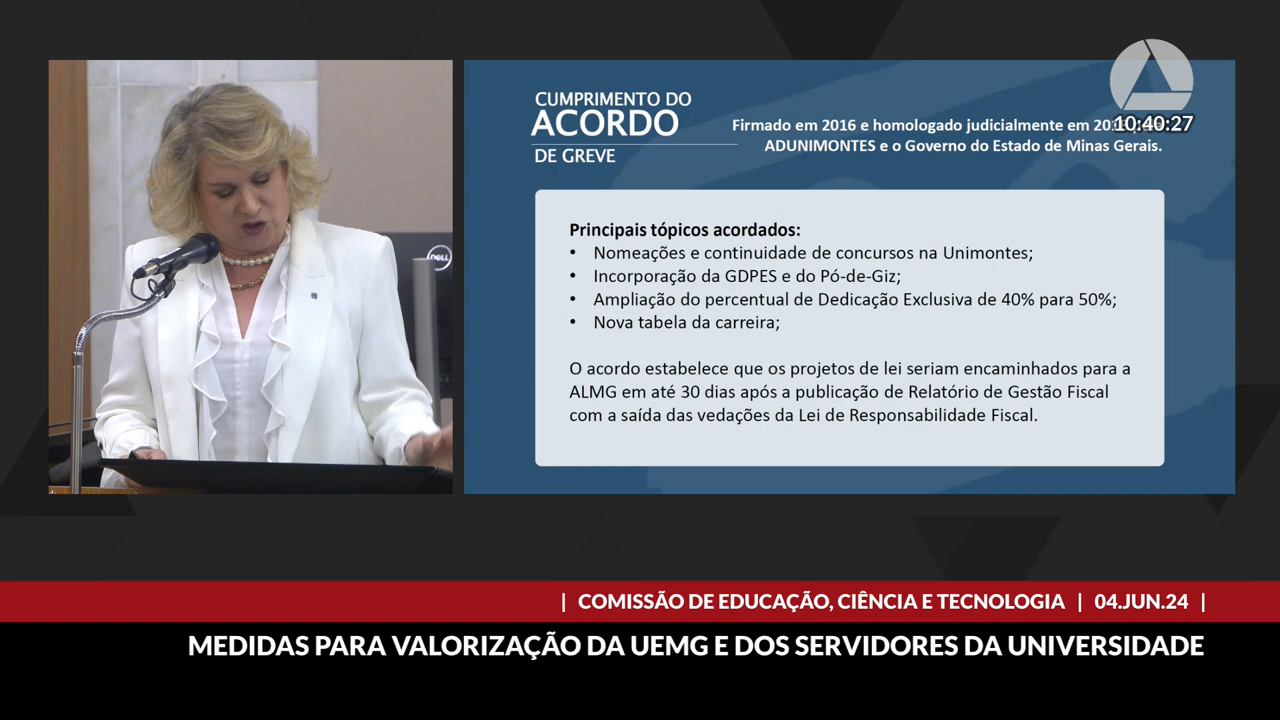 CUMPRIMENTO DO
ACORDO
DE GREVE
Firmado em 2016 e homologado judicialmente em
10:40:27
ADUNIMONTES e o Governo do Estado de Minas Gerais.
Principais tópicos acordados:
• Nomeações e continuidade de concursos na Unimontes;
• Incorporação da GDPES e do Pó-de-Giz;
• Ampliação do percentual de Dedicação Exclusiva de 40% para 50%;
• Nova tabela da carreira;
O acordo estabelece que os projetos de lei seriam encaminhados para a
ALMG em até 30 dias após a publicação de Relatório de Gestão Fiscal
com a saída das vedações da Lei de Responsabilidade Fiscal.
DELL
| COMISSÃO DE EDUCAÇÃO, CIÊNCIA E TECNOLOGIA | 04.JUN.24 |
MEDIDAS PARA VALORIZAÇÃO DA UEMG E DOS SERVIDORES DA UNIVERSIDADE